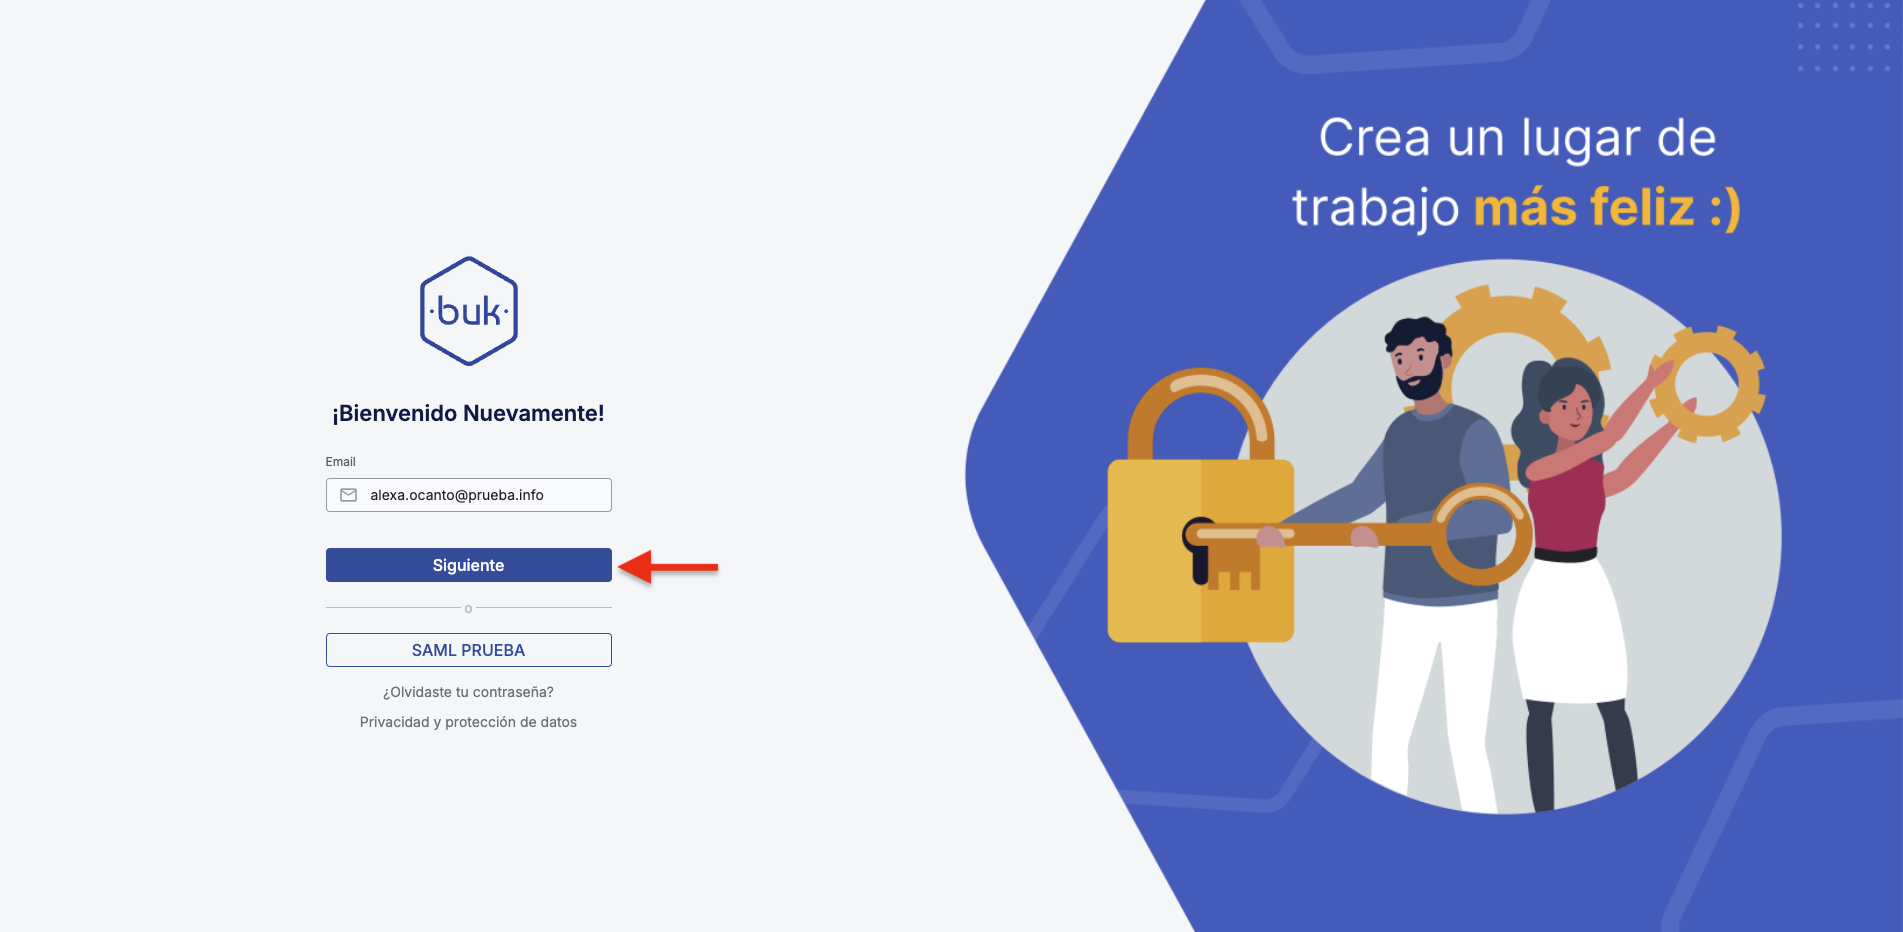 buk
¡Bienvenido Nuevamente!
Email
alexa.ocanto@prueba.info
Siguiente
o
SAML PRUEBA
¿Olvidaste tu contraseña?
Privacidad y protección de datos
Crea un lugar de
trabajo más feliz :)